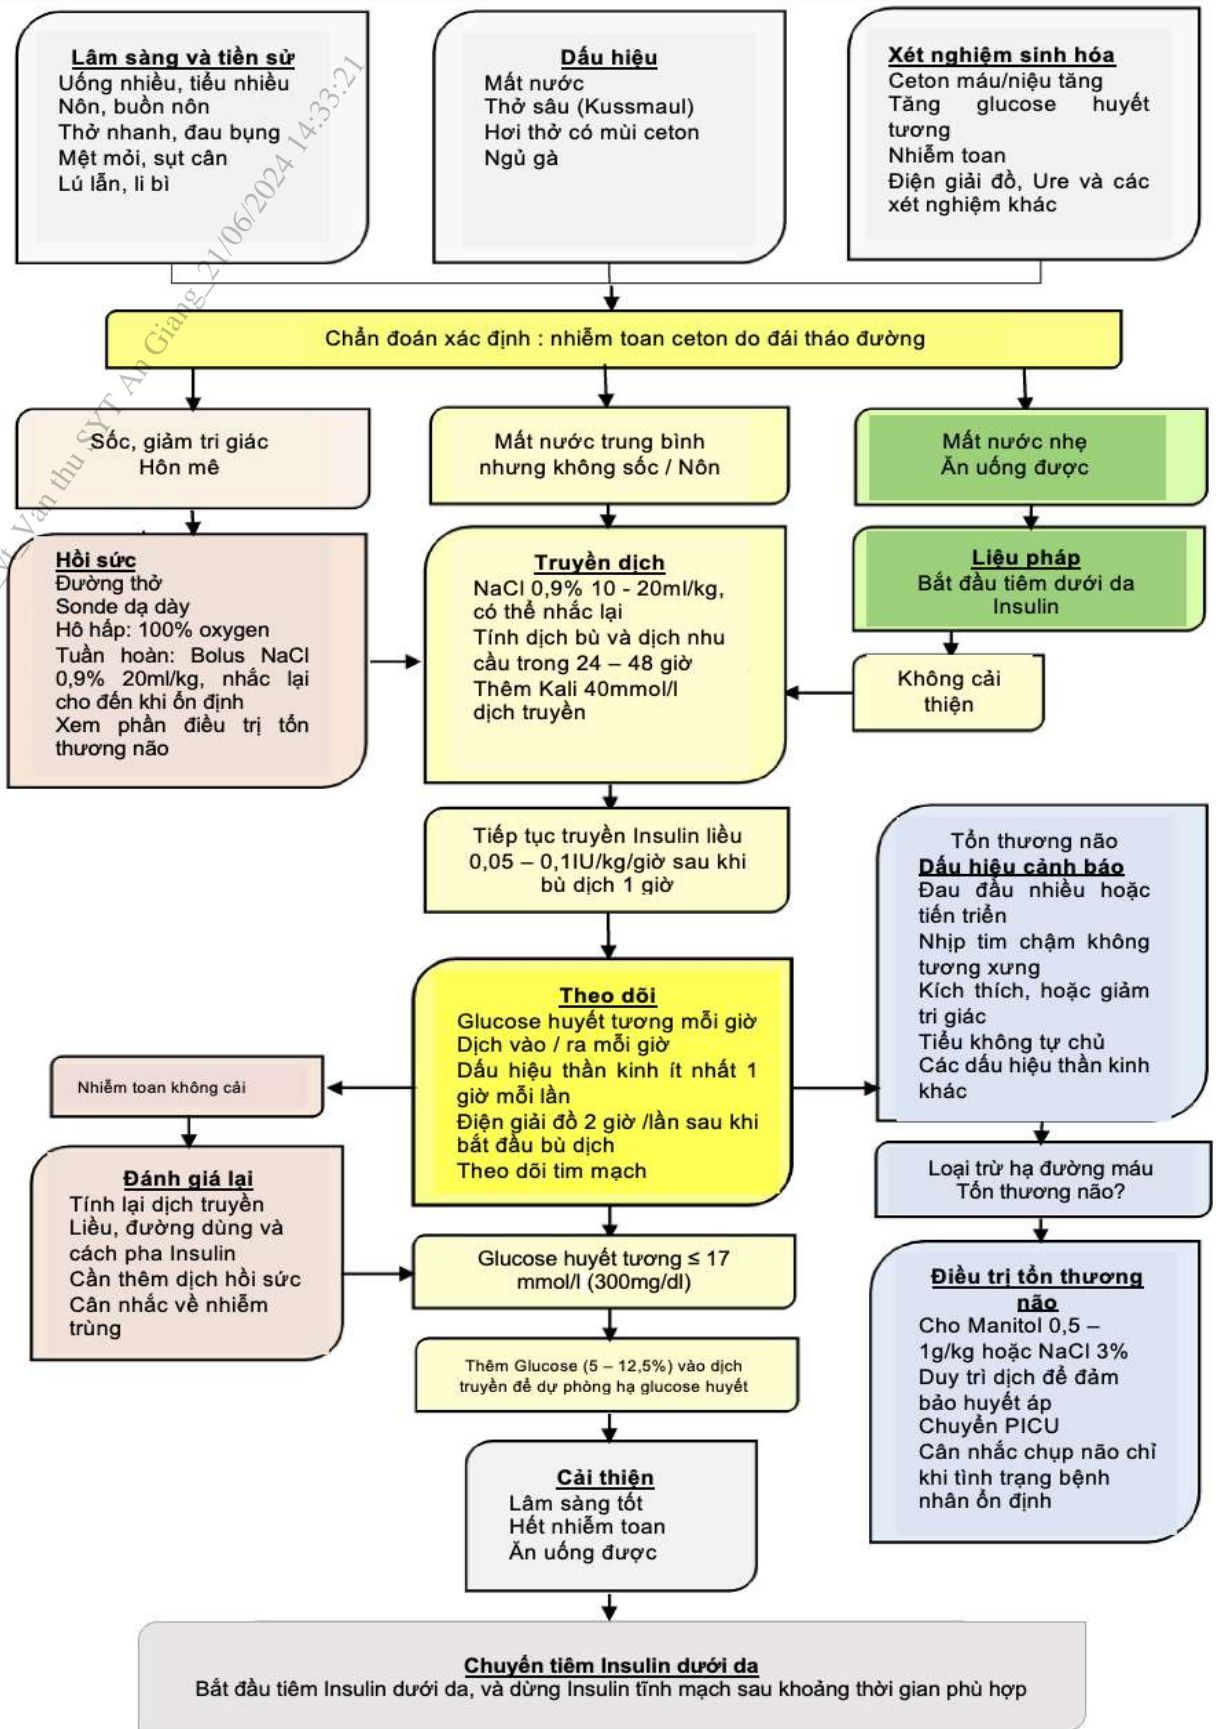 Lâm sàng và tiền sử
Uống nhiều, tiểu nhiều
Nôn, buồn nôn
Thở nhanh, đau bụng
Mệt mỏi, sụt cân
Lú lẫn, li bì
Dấu hiệu
Mất nước
Thở sâu (Kussmaul)
Hơi thở có mùi ceton
Ngủ gà
Xét nghiệm sinh hóa
Ceton máu/niệu tăng
Tăng glucose huyết
tương
Nhiễm toan
Điện giải đồ, Ure và các
xét nghiệm khác
Chẩn đoán xác định : nhiễm toan ceton do đái tháo đường
Sốc, giảm tri giác
Hôn mê
Mất nước trung bình
nhưng không sốc / Nôn
Mất nước nhẹ
Ăn uống được
Hồi sức
Đường thở
Sonde dạ dày
Hô hấp: 100% oxygen
Tuần hoàn: Bolus NaCl
0,9% 20ml/kg, nhắc lại
cho đến khi ổn định
Xem phần điều trị tổn
thương não
Truyền dịch
NaCl 0,9% 10 - 20ml/kg,
có thể nhắc lại
Tính dịch bù và dịch nhu
cầu trong 24 – 48 giờ
Thêm Kali 40mmol/l
dịch truyền
Liệu pháp
Bắt đầu tiêm dưới da
Insulin
Không cải
thiện
Tiếp tục truyền Insulin liều
0,05 – 0,1IU/kg/giờ sau khi
bù dịch 1 giờ
Tổn thương não
Dấu hiệu cảnh báo
Đau đầu nhiều hoặc
tiến triển
Nhịp tim chậm không
tương xưng
Kích thích, hoặc giảm
tri giác
Tiểu không tự chủ
Các dấu hiệu thần kinh
khác
Theo dõi
Glucose huyết tương mỗi giờ
Dịch vào / ra mỗi giờ
Dấu hiệu thần kinh ít nhất 1
giờ mỗi lần
Điện giải đồ 2 giờ /lần sau khi
bắt đầu bù dịch
Theo dõi tim mạch
Nhiễm toan không cải
Đánh giá lại
Tính lại dịch truyền
Liều, đường dùng và
cách pha Insulin
Cần thêm dịch hồi sức
Cân nhắc về nhiễm
trùng
Loại trừ hạ đường máu
Tổn thương não?
Glucose huyết tương ≤ 17
mmol/l (300mg/dl)
Điều trị tổn thương
não
Cho Manitol 0,5 –
1g/kg hoặc NaCl 3%
Duy trì dịch để đảm
bảo huyết áp
Chuyển PICU
Cân nhắc chụp não chỉ
khi tình trạng bệnh
nhân ổn định
Thêm Glucose (5 – 12,5%) vào dịch
truyền để dự phòng hạ glucose huyết
Cải thiện
Lâm sàng tốt
Hết nhiễm toan
Ăn uống được
Chuyển tiêm Insulin dưới da
Bắt đầu tiêm Insulin dưới da, và dừng Insulin tĩnh mạch sau khoảng thời gian phù hợp
Van thu SYT An Giang_21/06/2024 14:33:21